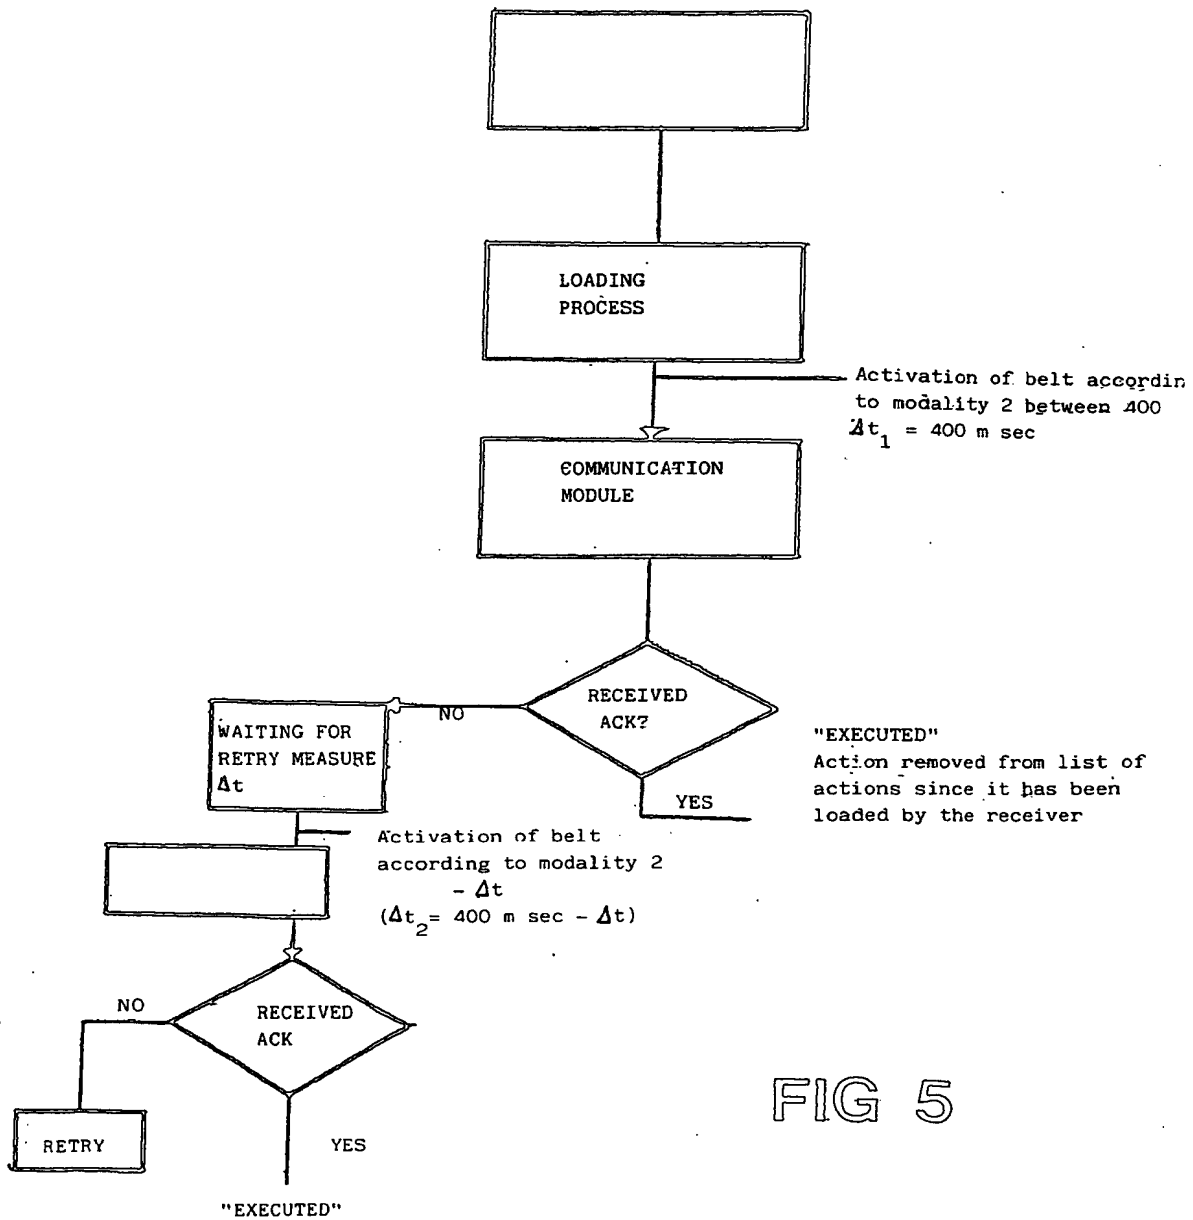 LOADING
PROCESS
Activation of belt accordin
to modality 2 between 400
Δt1 = 400 m sec
COMMUNICATION
MODULE
RECEIVED
ACK?
NO
WAITING FOR
RETRY MEASURE
Δt
YES
"EXECUTED"
Action removed from list of
actions since it has been
loaded by the receiver
Activation of belt
according to modality 2
- Δt
(Δt2= 400 m sec - Δt)
NO
RECEIVED
ACK
RETRY
YES
"EXECUTED"
FIG 5